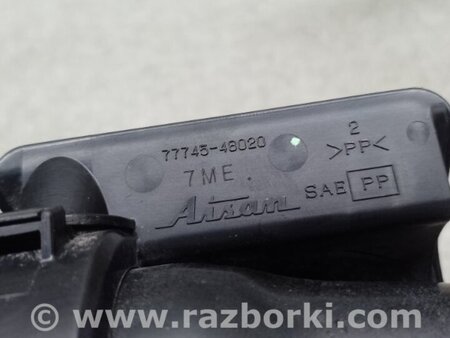 77745-48020
2
>PP<
7ME.
Aisan
SAE PP
© www.razborki.com